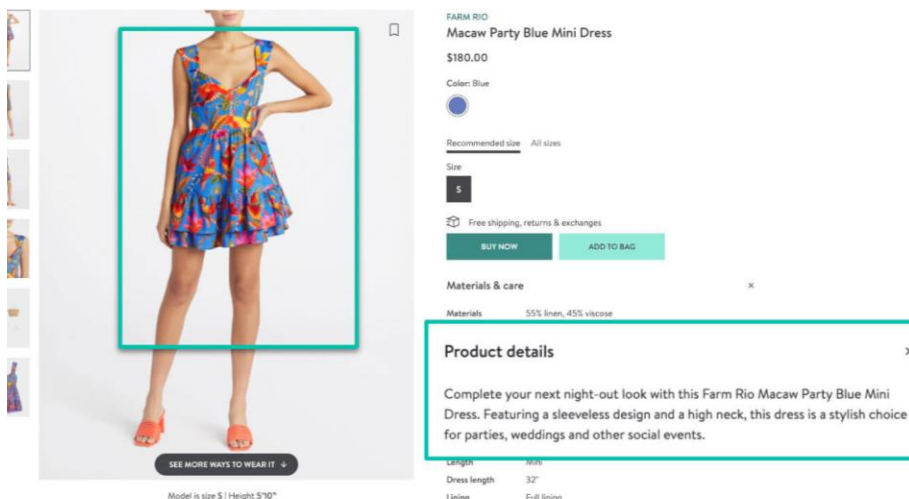 FARM RIO
Macaw Party Blue Mini Dress
$180.00
Color: Blue
Recommended size All sizes
Size
S
Free shipping, returns & exchanges
BUY NOW ADD TO BAG
Materials & care ×
Materials 55% linen, 45% viscose
Product details ×
Complete your next night-out look with this Farm Rio Macaw Party Blue Mini
Dress. Featuring a sleeveless design and a high neck, this dress is a stylish choice
for parties, weddings and other social events.
Length Mini
Dress length 32"
Lining Full lining
SEE MORE WAYS TO WEAR IT ↓
Model is size S | Height 5'10"